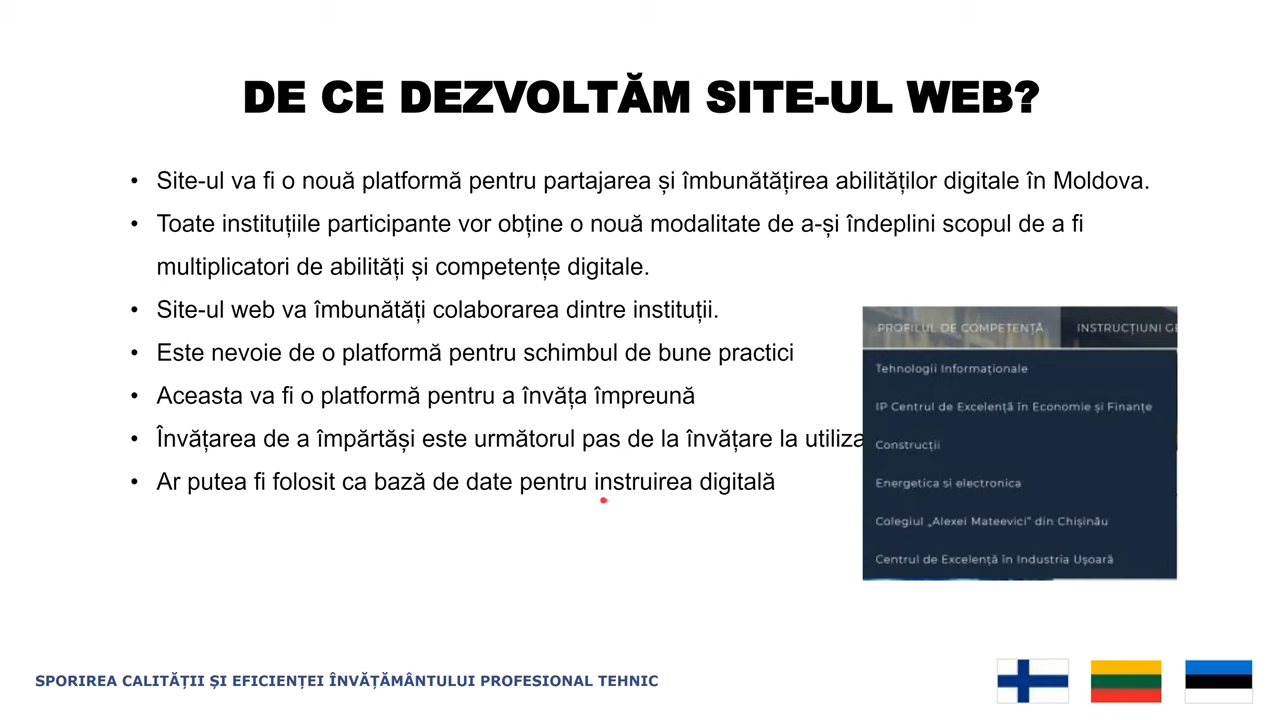 DE CE DEZVOLTĂM SITE-UL WEB?
• Site-ul va fi o nouă platformă pentru partajarea și îmbunătățirea abilităților digitale în Moldova.
• Toate instituțiile participante vor obține o nouă modalitate de a-și îndeplini scopul de a fi
multiplicatori de abilități și competențe digitale.
• Site-ul web va îmbunătăți colaborarea dintre instituții.
• Este nevoie de o platformă pentru schimbul de bune practici
• Aceasta va fi o platformă pentru a învăța împreună
• Învățarea de a împărtăși este următorul pas de la învățare la utiliza
• Ar putea fi folosit ca bază de date pentru instruirea digitală
PROFILUL DE COMPETENȚĂ INSTRUCȚIUNI GE
Tehnologii Informaționale
IP Centrul de Excelență în Economie și Finanțe
Construcții
Energetica si electronica
Colegiul „Alexei Mateevici” din Chișinău
Centrul de Excelență în Industria Ușoară
SPORIREA CALITĂȚII ȘI EFICIENȚEI ÎNVĂȚĂMÂNTULUI PROFESIONAL TEHNIC